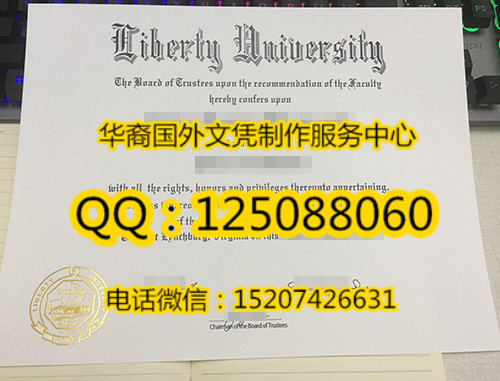 Liberty University
The Board of Trustees upon the recommendation of the Faculty
hereby confers upon
华裔国外文凭制作服务中心
with all the rights, honors and privileges thereunto appertaining.
QQ：125088060
of the
Lynchburg, Virginia on this
电话微信：15207426631
Chairman of the Board of Trustees